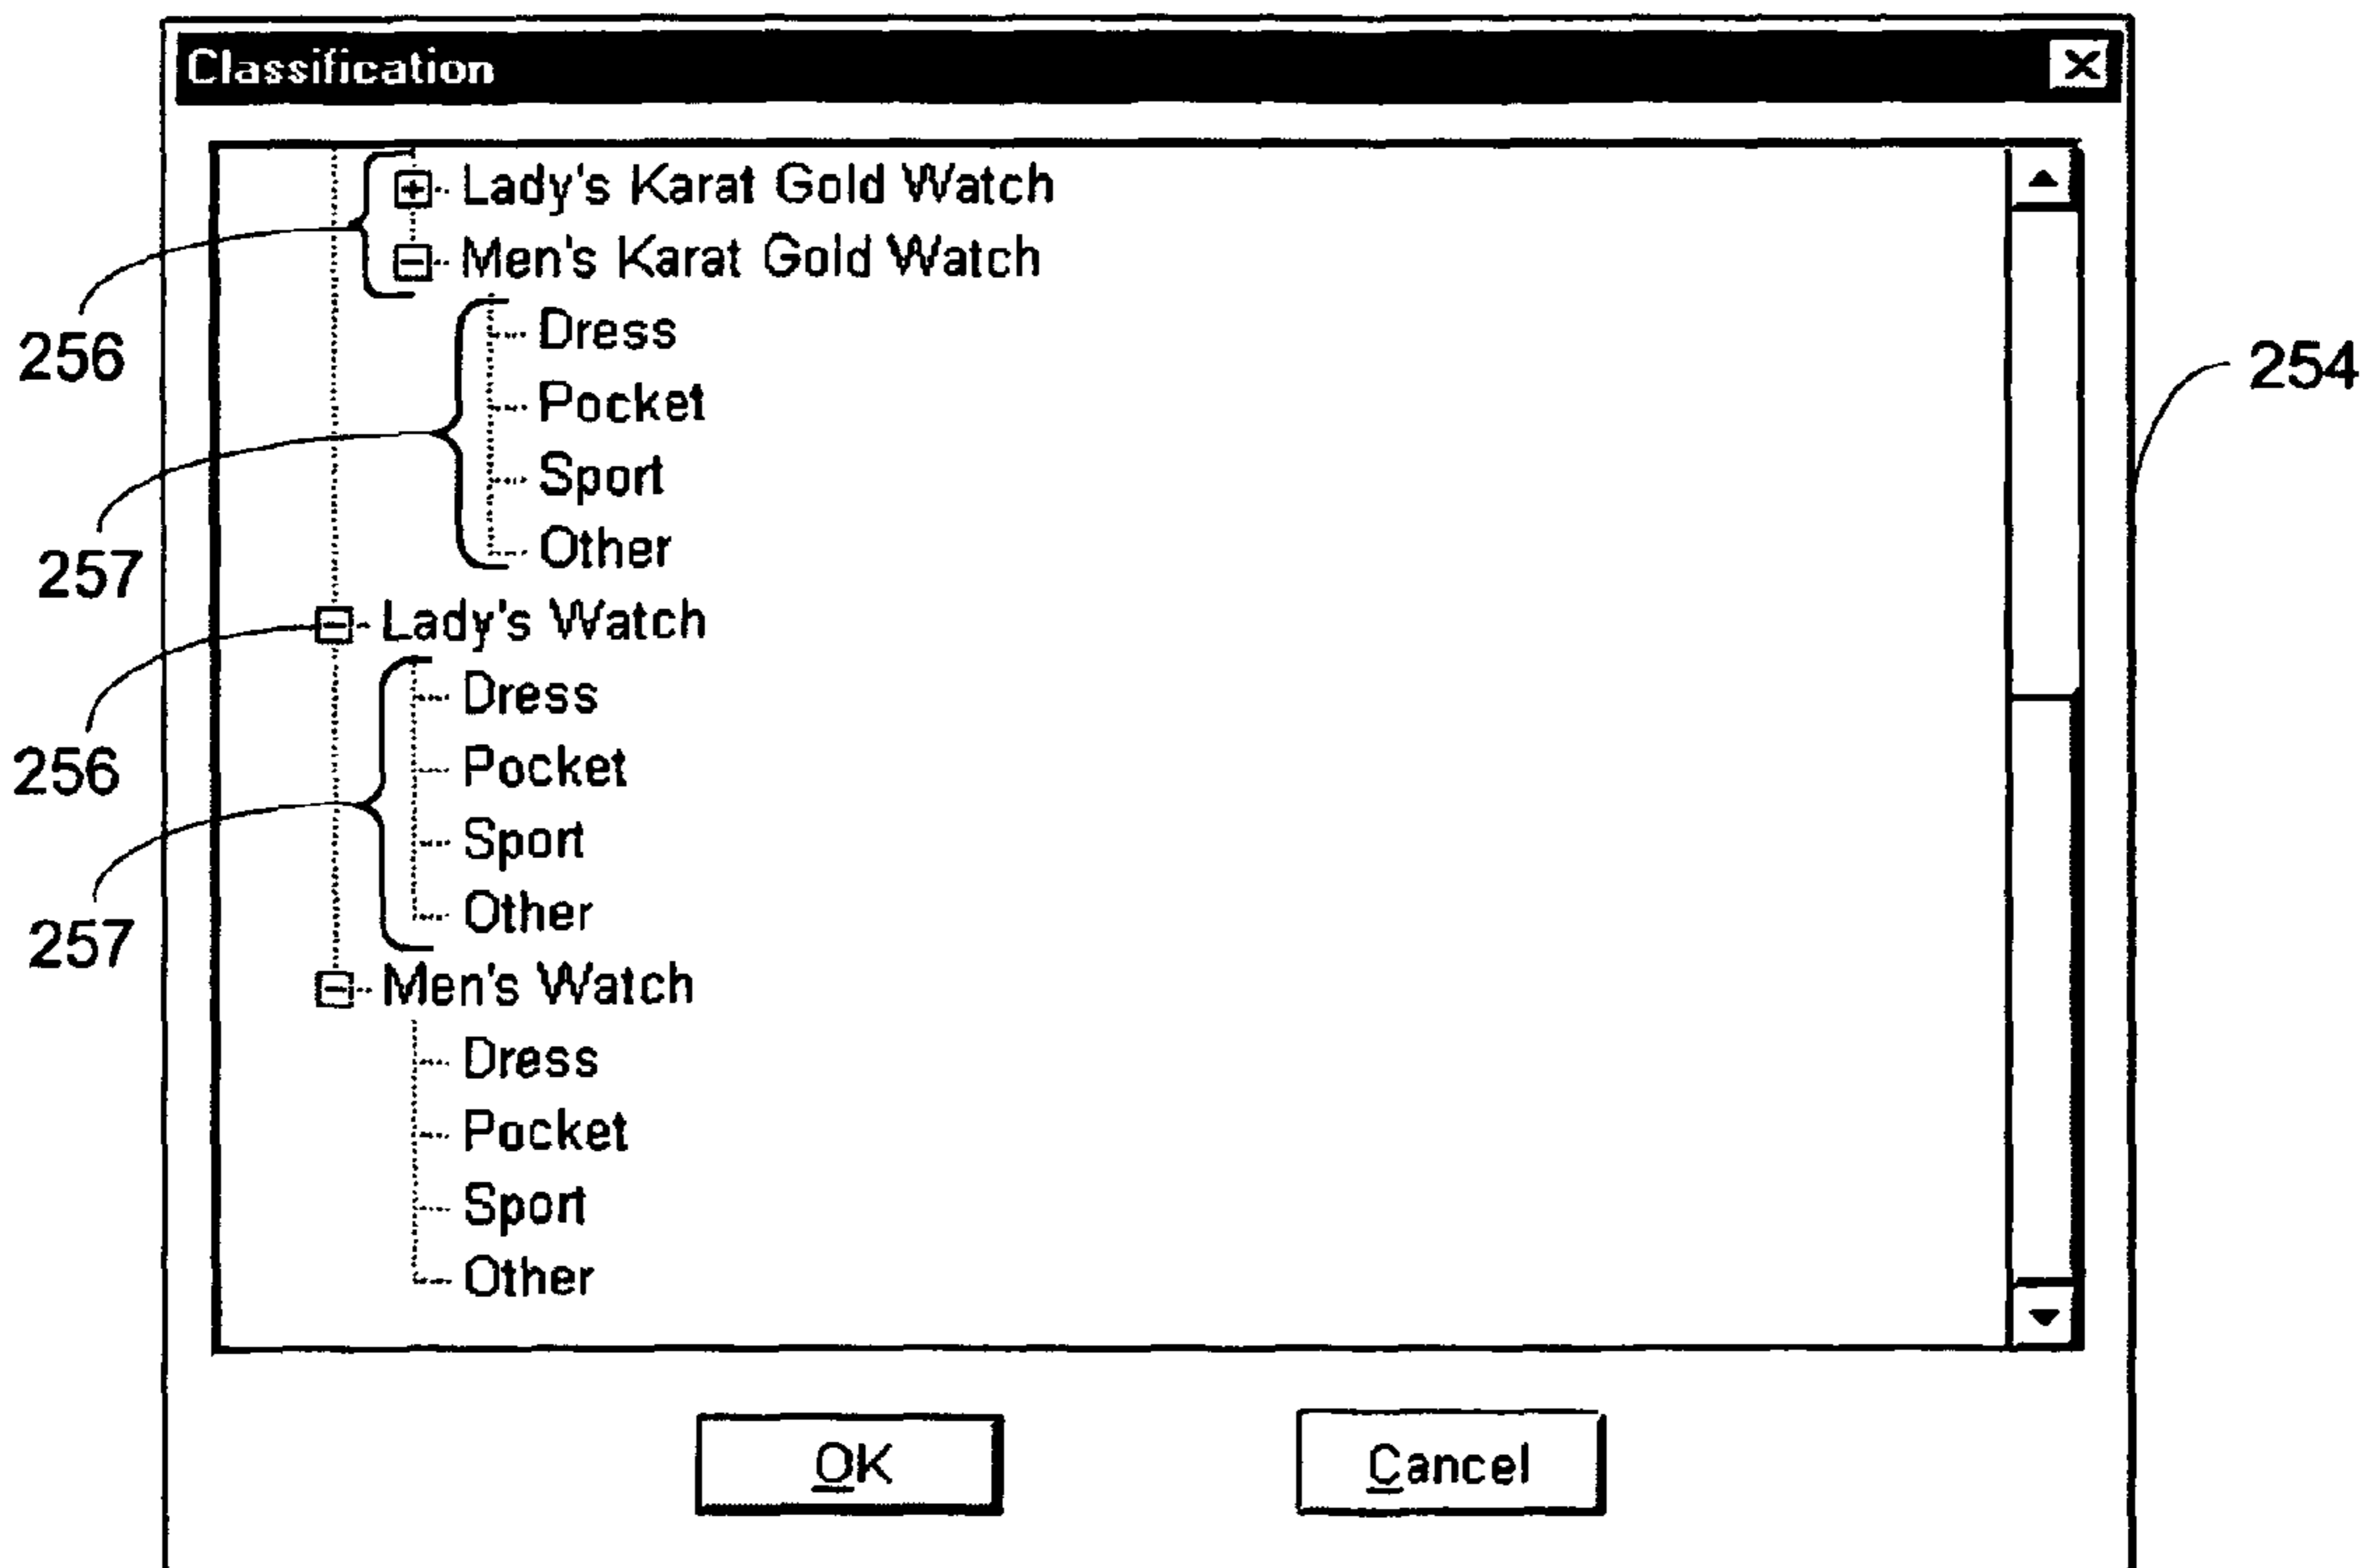 Classification
Lady's Karat Gold Watch
Men's Karat Gold Watch
256
Dress
254
Pocket
Sport
257
Other
Lady's Watch
Dress
256
Pocket
Sport
Other
257
Men's Watch
Dress
Pocket
Sport
Other
OK
Cancel